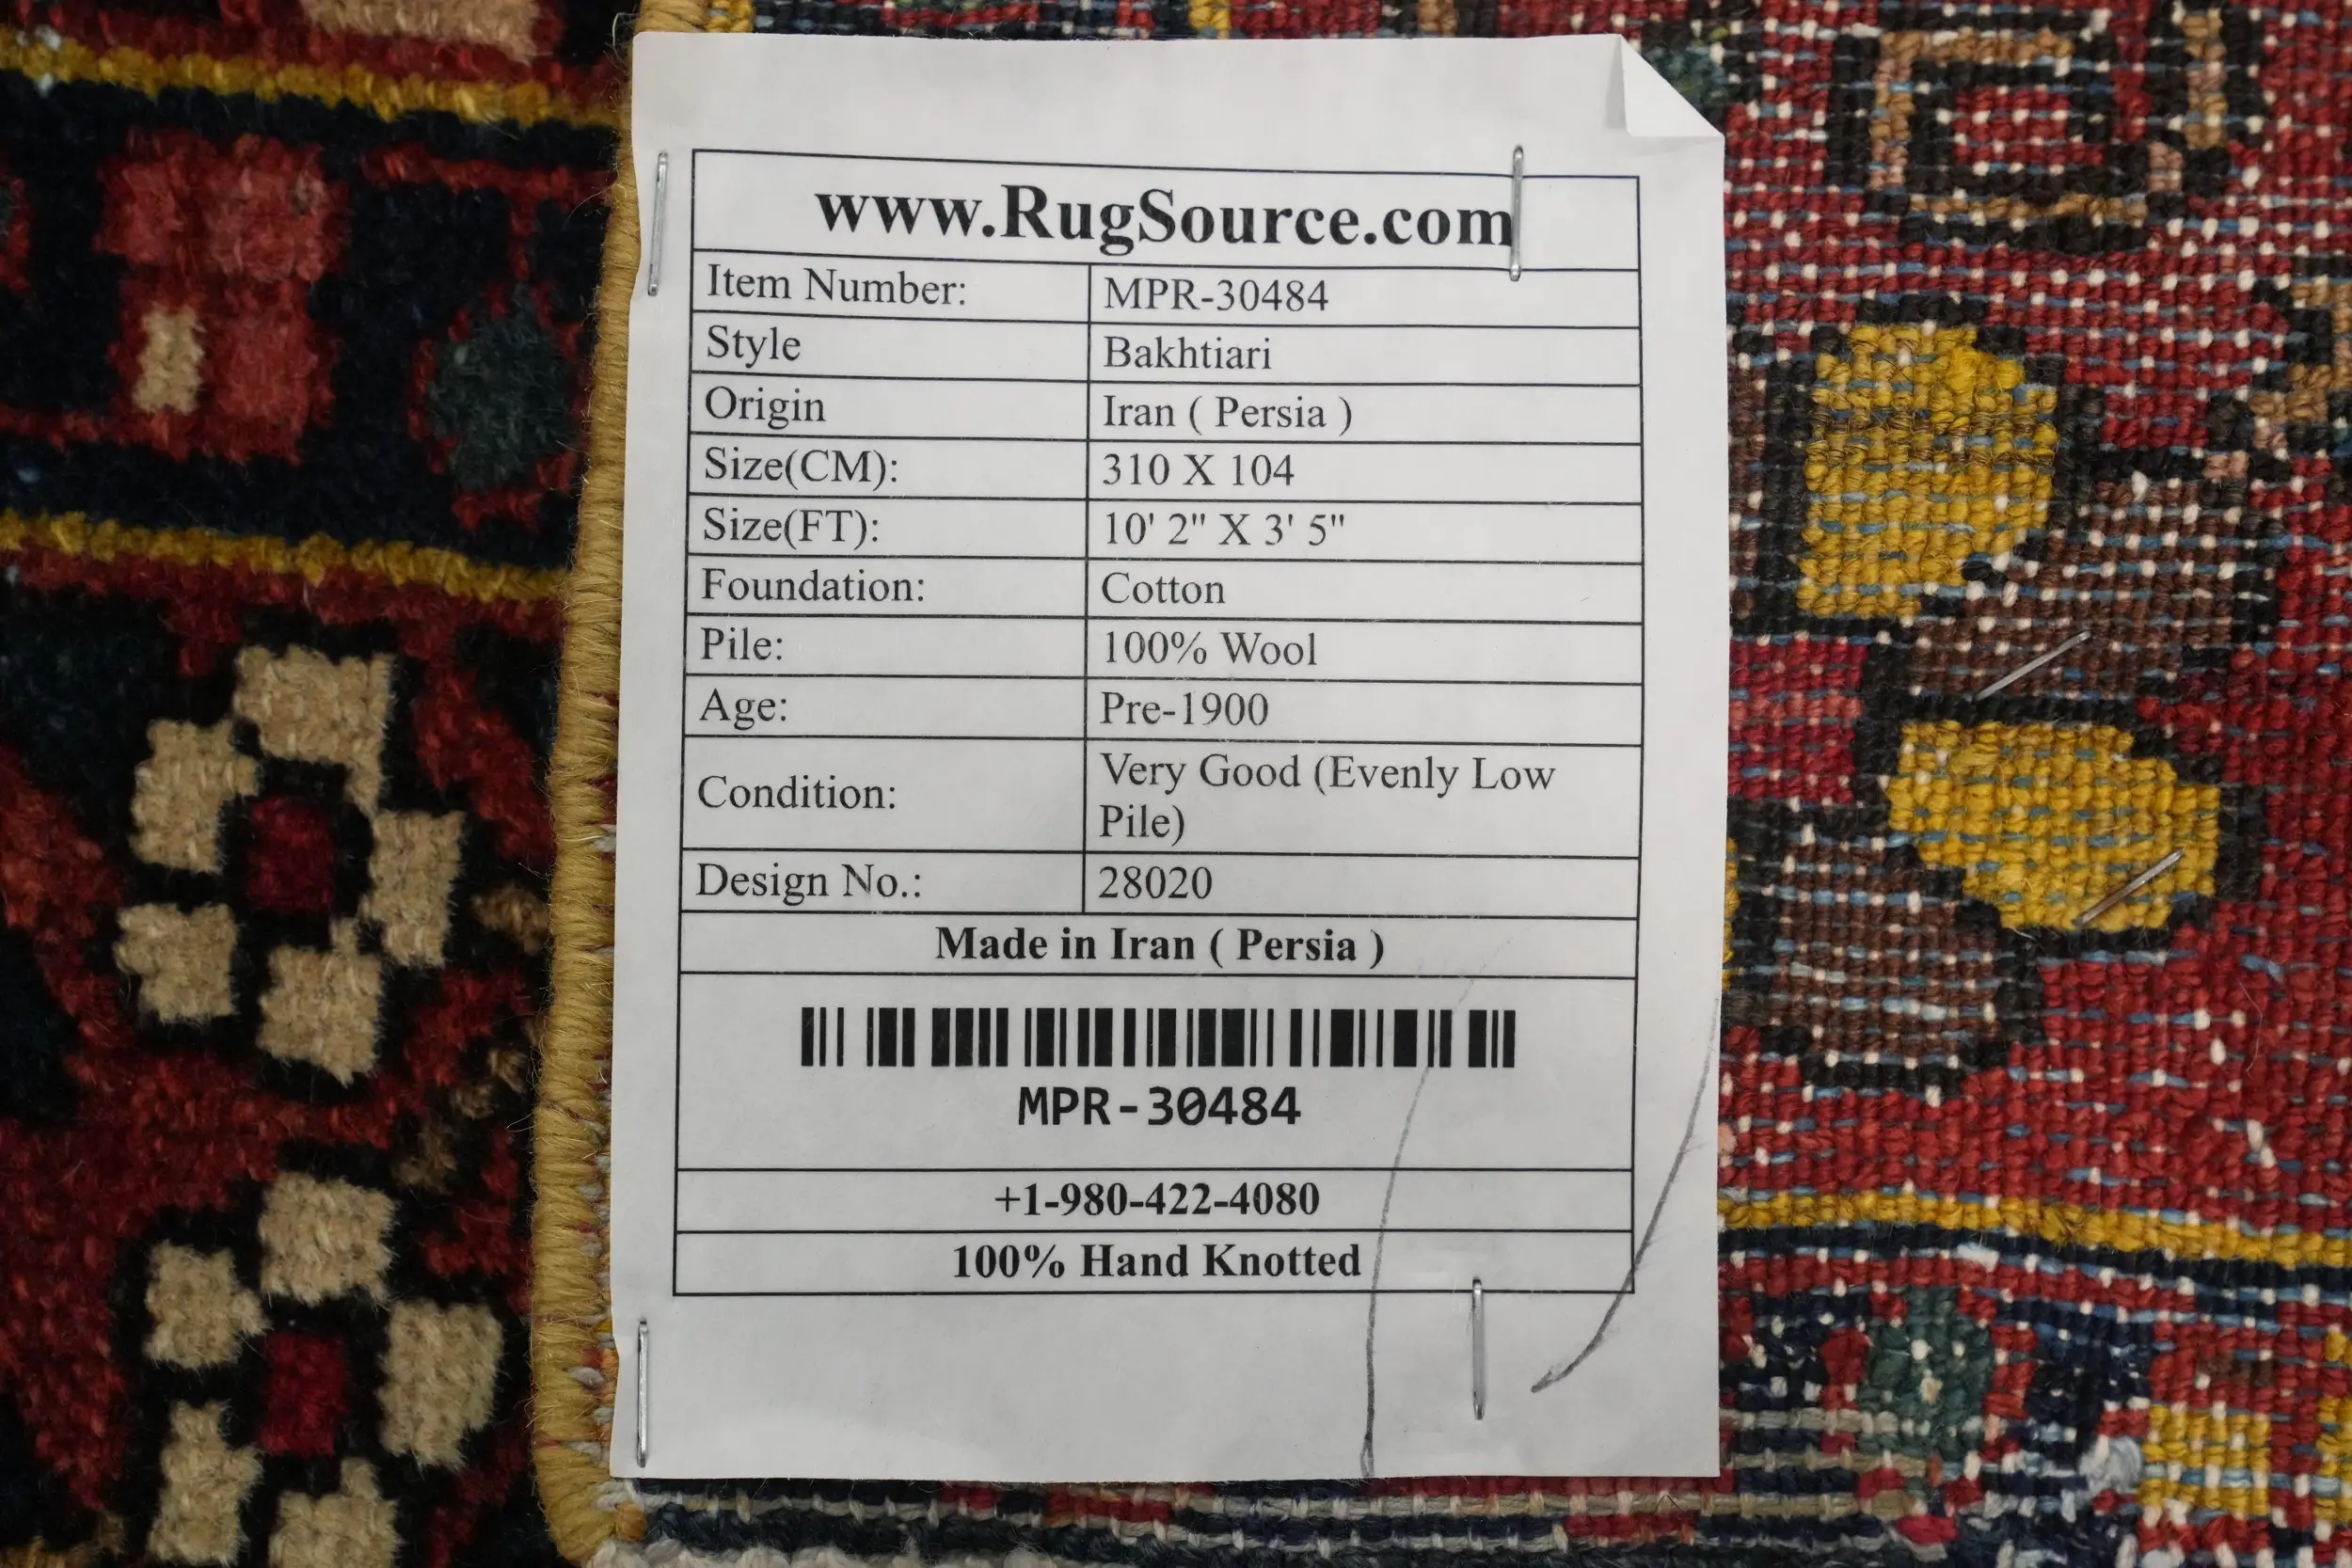 www.RugSource.com
Item Number: MPR-30484
Style Bakhtiari
Origin Iran ( Persia )
Size(CM): 310 X 104
Size(FT): 10' 2" X 3' 5"
Foundation: Cotton
Pile: 100% Wool
Age: Pre-1900
Condition: Very Good (Evenly Low
Pile)
Design No.: 28020
Made in Iran ( Persia )
MPR-30484
+1-980-422-4080
100% Hand Knotted